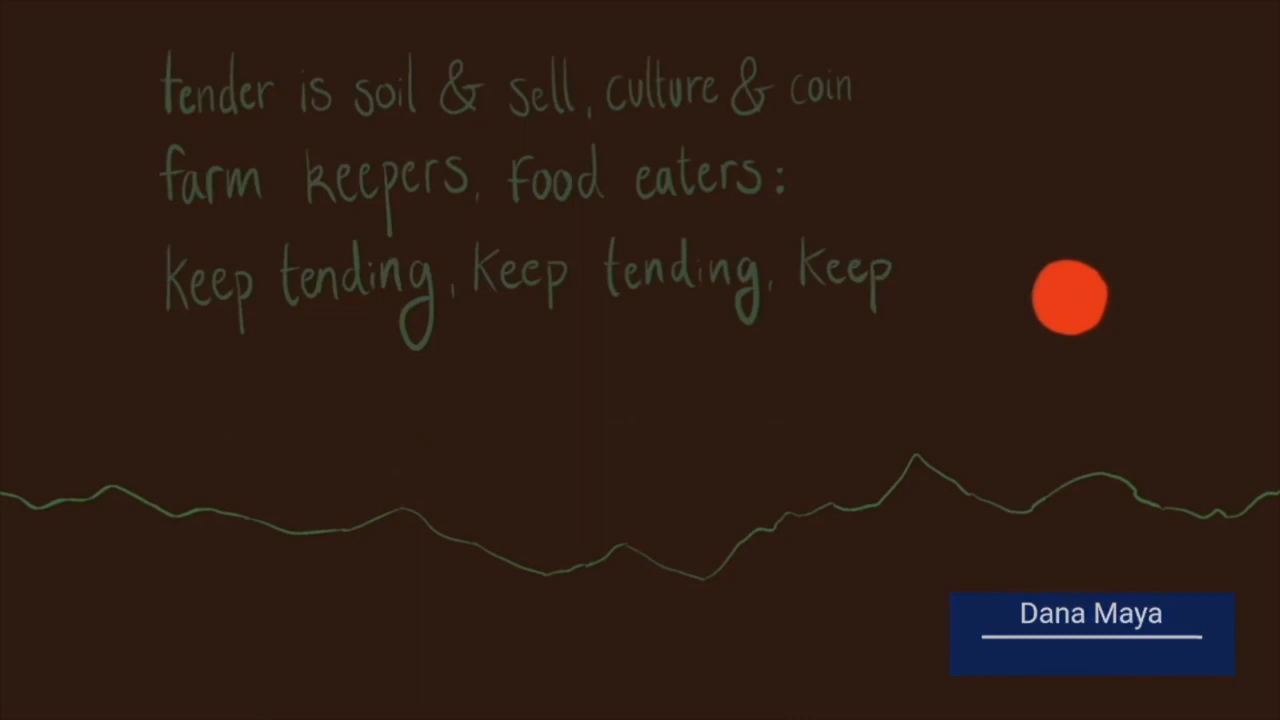 tender is soil & sell, culture & coin
farm keepers, food eaters:
keep tending, keep tending, keep
Dana Maya